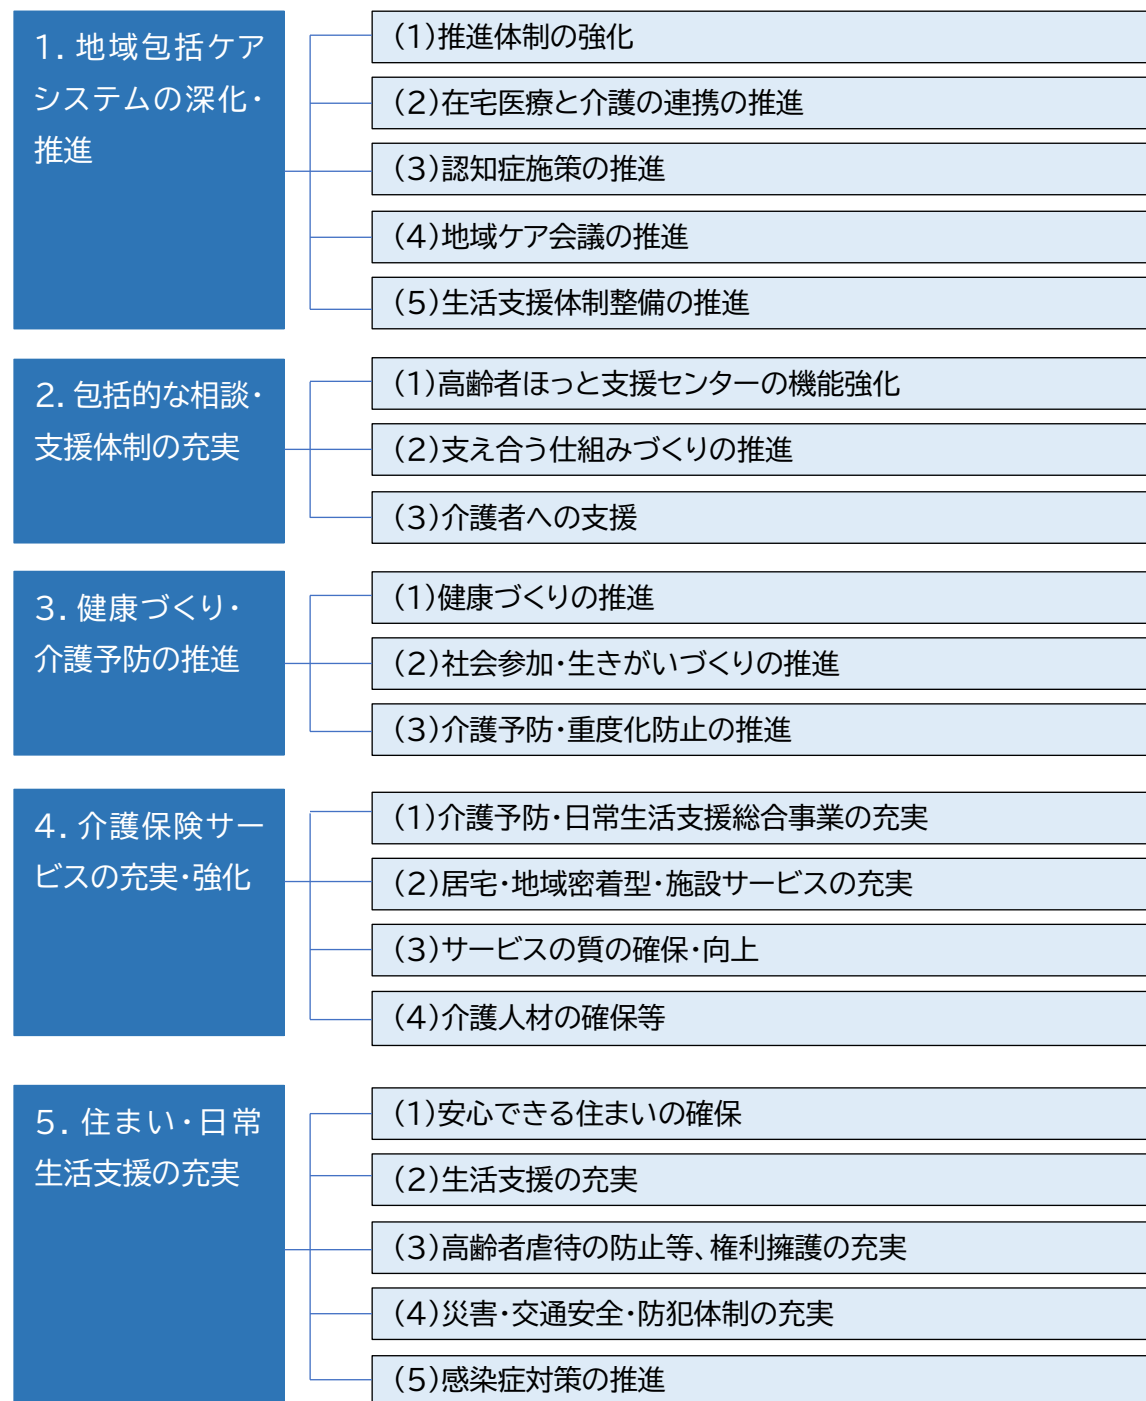 1．地域包括ケア
システムの深化・
推進
（1）推進体制の強化
（2）在宅医療と介護の連携の推進
（3）認知症施策の推進
（4）地域ケア会議の推進
（5）生活支援体制整備の推進
2．包括的な相談・
支援体制の充実
（1）高齢者ほっと支援センターの機能強化
（2）支え合う仕組みづくりの推進
（3）介護者への支援
3．健康づくり・
介護予防の推進
（1）健康づくりの推進
（2）社会参加・生きがいづくりの推進
（3）介護予防・重度化防止の推進
4．介護保険サー
ビスの充実・強化
（1）介護予防・日常生活支援総合事業の充実
（2）居宅・地域密着型・施設サービスの充実
（3）サービスの質の確保・向上
（4）介護人材の確保等
5．住まい・日常
生活支援の充実
（1）安心できる住まいの確保
（2）生活支援の充実
（3）高齢者虐待の防止等、権利擁護の充実
（4）災害・交通安全・防犯体制の充実
（5）感染症対策の推進